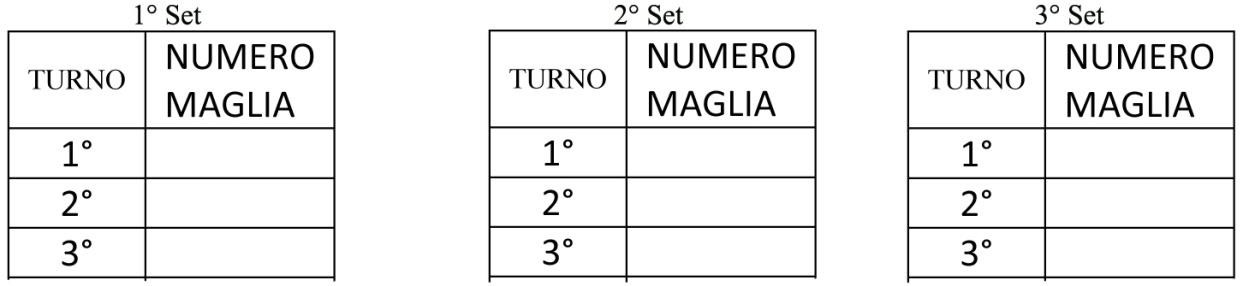 1° Set
TURNO
NUMERO
MAGLIA
1°
2°
3°
2° Set
TURNO
NUMERO
MAGLIA
1°
2°
3°
3° Set
TURNO
NUMERO
MAGLIA
1°
2°
3°